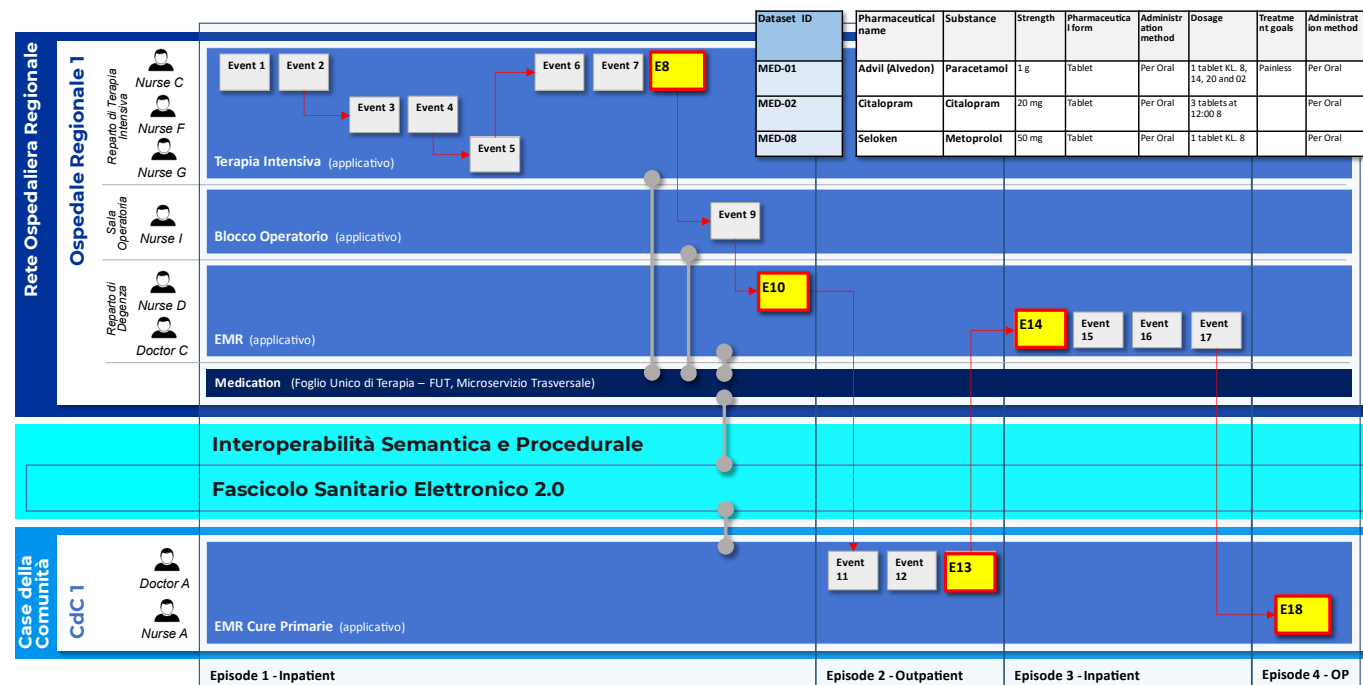 Dataset ID
MED-01
MED-02
MED-08
Pharmaceutical
name
Substance
Strength
Pharmaceutica
l form
Administr
ation
method
Dosage
Treatme
nt goals
Administrat
ion method
Advil (Alvedon)
Paracetamol
1 g
Tablet
Per Oral
1 tablet KL. 8,
14, 20 and 02
Painless
Per Oral
Citalopram
Citalopram
20 mg
Tablet
Per Oral
3 tablets at
12:00 8
Per Oral
Seloken
Metoprolol
50 mg
Tablet
Per Oral
1 tablet KL. 8
Per Oral
Rete Ospedaliera Regionale
Ospedale Regionale 1
Reparto di Terapia
Intensiva
Nurse C
Nurse F
Nurse G
Event 1
Event 2
Event 3
Event 4
Event 5
Event 6
Event 7
E8
Terapia Intensiva (applicativo)
Sala
Operatoria
Nurse I
Event 9
Blocco Operatorio (applicativo)
Reparto di
Degenza
Nurse D
Doctor C
E10
E14
Event
15
Event
16
Event
17
EMR (applicativo)
Medication (Foglio Unico di Terapia – FUT, Microservizio Trasversale)
Interoperabilità Semantica e Procedurale
Fascicolo Sanitario Elettronico 2.0
Case della
Comunità
CdC 1
Doctor A
Nurse A
Event
11
Event
12
E13
E18
EMR Cure Primarie (applicativo)
Episode 1 - Inpatient
Episode 2 - Outpatient
Episode 3 - Inpatient
Episode 4 - OP